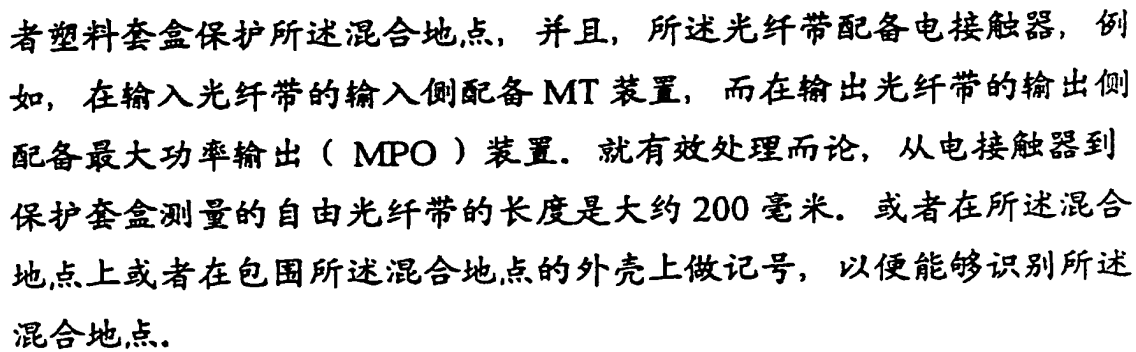 者塑料套盒保护所述混合地点，并且，所述光纤带配备电接触器，例
如，在输入光纤带的输入侧配备 MT 装置，而在输出光纤带的输出侧
配备最大功率输出（ MPO ）装置．就有效处理而论，从电接触器到
保护套盒测量的自由光纤带的长度是大约 200 毫米．或者在所述混合
地点上或者在包围所述混合地点的外壳上做记号，以便能够识别所述
混合地点．